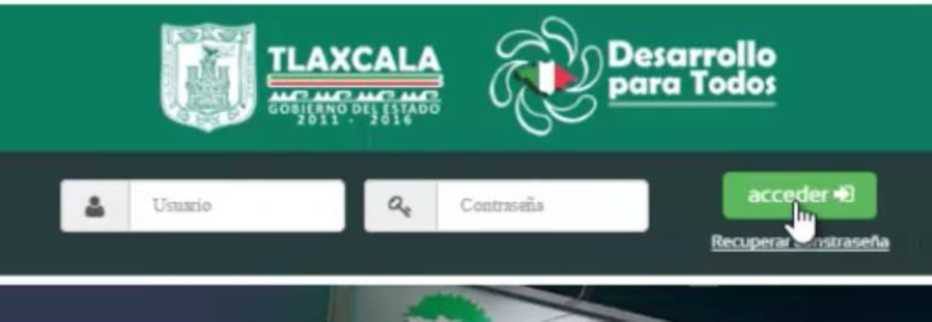 TLAXCALA
GOBIERNO DEL ESTADO
2011 - 2016
Desarrollo
para Todos
Usuario
Contraseña
acceder
Recuperar